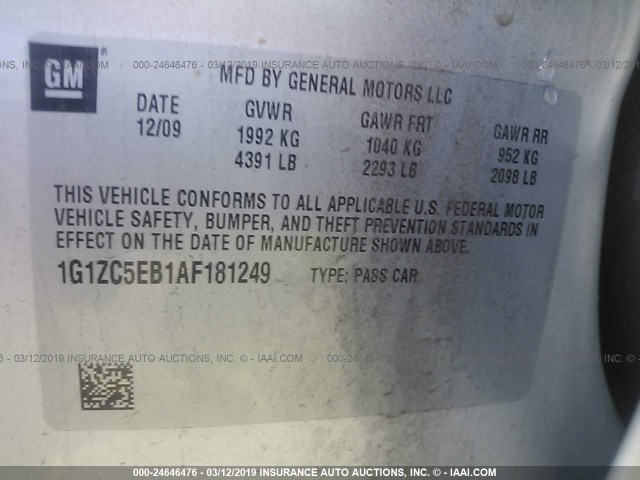 GM
®
MFD BY GENERAL MOTORS LLC
DATE GVWR GAWR FRT GAWR RR
12/09 1992 KG 1040 KG 952 KG
4391 LB 2293 LB 2098 LB
THIS VEHICLE CONFORMS TO ALL APPLICABLE U.S. FEDERAL MOTOR
VEHICLE SAFETY, BUMPER, AND THEFT PREVENTION STANDARDS IN
EFFECT ON THE DATE OF MANUFACTURE SHOWN ABOVE.
1G1ZC5EB1AF181249 TYPE: PASS CAR
000-24646476 - 03/12/2019 INSURANCE AUTO AUCTIONS, INC. © - IAAI.COM
000-24646476 - 03/12/2019 INSURANCE AUTO AUCTIONS, INC. © - IAAI.COM
000-24646476 - 03/12/2019 INSURANCE AUTO AUCTIONS, INC. © - IAAI.COM